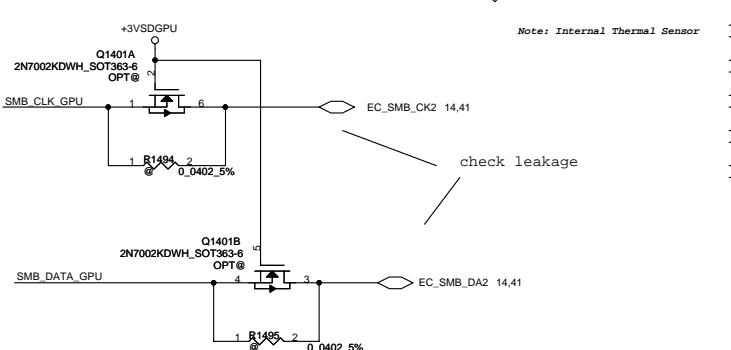 +3VSDGPU
Note: Internal Thermal Sensor
Q1401A
2N7002KDWH_SOT363-6
OPT@
2
SMB_CLK_GPU
1
6
EC_SMB_CK2 14,41
1
R1494
2
@
0_0402_5%
check leakage
Q1401B
2N7002KDWH_SOT363-6
OPT@
5
SMB_DATA_GPU
4
3
EC_SMB_DA2 14,41
1
R1495
2
@
0_0402_5%